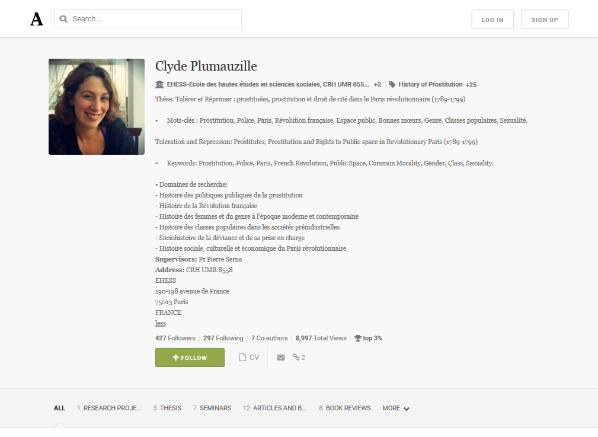 A
Search...
LOG IN
SIGN UP
Clyde Plumauzille
EHESS-Ecole des hautes études en sciences sociales, CRH UMR 855... +2
History of Prostitution +25
Thèse: Tolérer et Réprimer : prostituées, prostitution et droit de cité dans le Paris révolutionnaire (1789-1799)
• Mots-clés : Prostitution, Police, Paris, Révolution française, Espace public, Bonnes mœurs, Genre, Classes populaires, Sexualité.
Toleration and Repression: Prostitutes, Prostitution and Rights to Public space in Revolutionary Paris (1789-1799)
• Keywords: Prostitution, Police, Paris, French Revolution, Public Space, Common Morality, Gender, Class, Sexuality.
• Domaines de recherche:
- Histoire des politiques publiques de la prostitution
- Histoire de la Révolution française
- Histoire des femmes et du genre à l'époque moderne et contemporaine
- Histoire des classes populaires dans les sociétés préindustrielles
- Sociohistoire de la déviance et de sa prise en charge
- Histoire sociale, culturelle et économique du Paris révolutionnaire
Supervisors: Pr Pierre Serna
Address: CRH UMR 8558
EHESS
190-198 avenue de France
75013 Paris
FRANCE
less
427 Followers | 297 Following | 7 Co-authors | 8,997 Total Views | top 3%
+ FOLLOW
CV
2
ALL
1 RESEARCH PROJE...
3 THESIS
7 SEMINARS
12 ARTICLES AND B...
8 BOOK REVIEWS
MORE